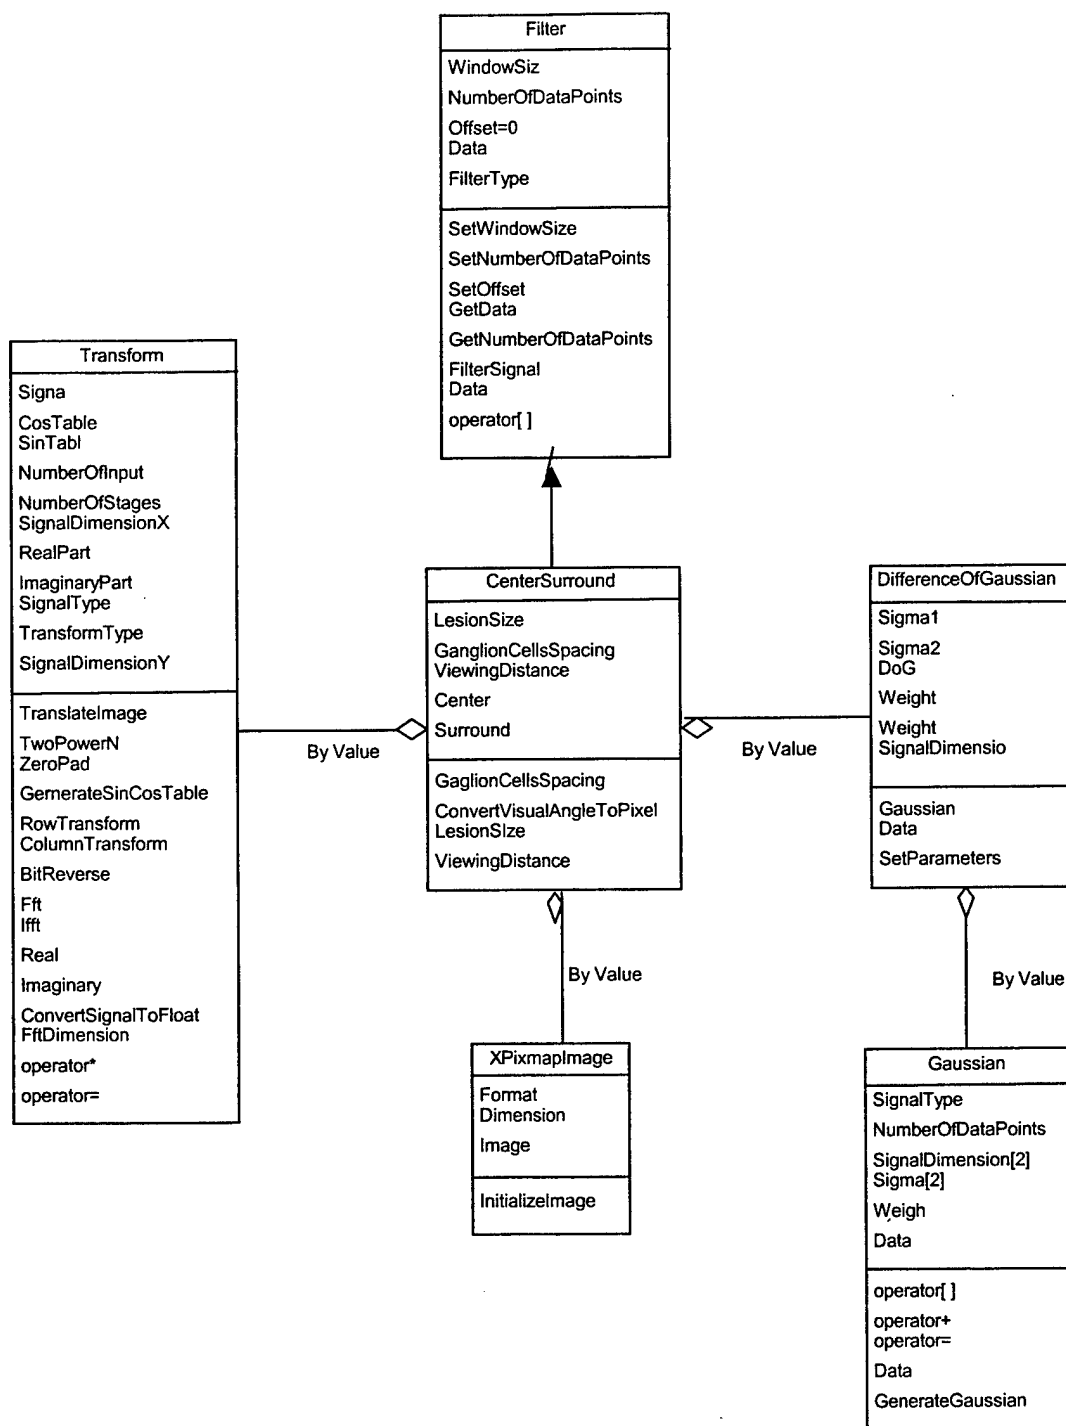 Filter
WindowSiz
NumberOfDataPoints
Offset=0
Data
FilterType
SetWindowSize
SetNumberOfDataPoints
SetOffset
GetData
GetNumberOfDataPoints
FilterSignal
Data
operator[ ]
Transform
Signa
CosTable
SinTabl
NumberOfInput
NumberOfStages
SignalDimensionX
RealPart
ImaginaryPart
SignalType
TransformType
SignalDimensionY
TranslateImage
TwoPowerN
ZeroPad
GernerateSinCosTable
RowTransform
ColumnTransform
BitReverse
Fft
Ifft
Real
Imaginary
ConvertSignalToFloat
FftDimension
operator*
operator=
By Value
CenterSurround
LesionSize
GanglionCellsSpacing
ViewingDistance
Center
Surround
GaglionCellsSpacing
ConvertVisualAngleToPixel
LesionSIze
ViewingDistance
By Value
DifferenceOfGaussian
Sigma1
Sigma2
DoG
Weight
Weight
SignalDimensio
Gaussian
Data
SetParameters
By Value
By Value
XPixmapImage
Format
Dimension
Image
InitializeImage
Gaussian
SignalType
NumberOfDataPoints
SignalDimension[2]
Sigma[2]
Weigh
Data
operator[ ]
operator+
operator=
Data
GenerateGaussian